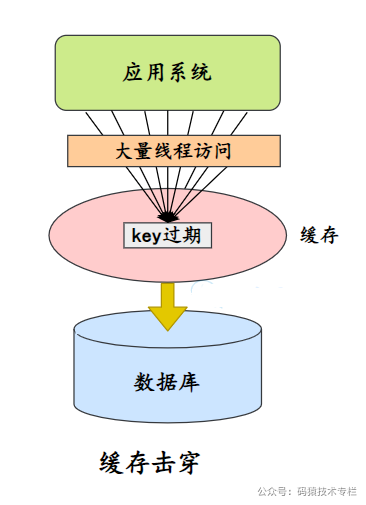 应用系统
大量线程访问
key过期
缓存
数据库
缓存击穿
公众号：码猿技术专栏